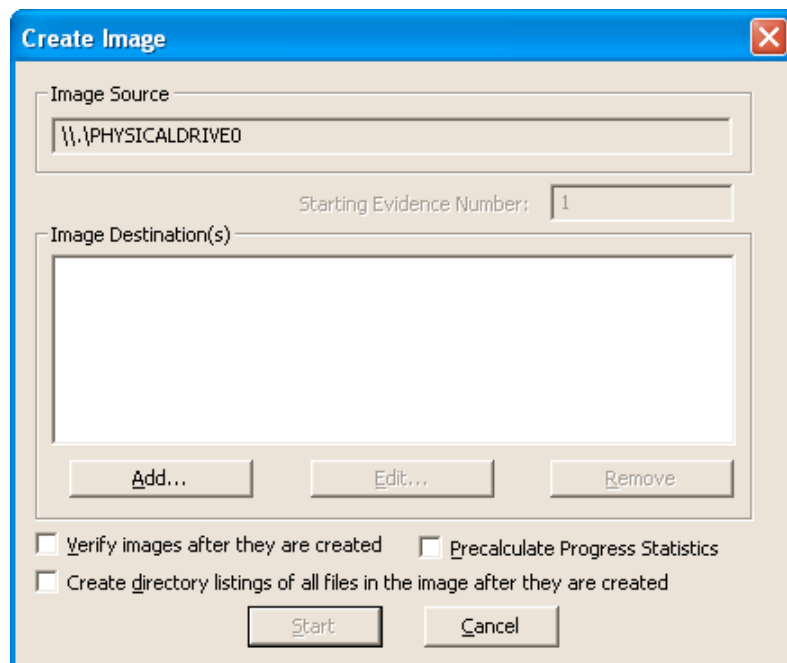 Create Image
Image Source
\\.\PHYSICALDRIVE0
Starting Evidence Number: 1
Image Destination(s)
Add... Edit... Remove
Verify images after they are created Precalculate Progress Statistics
Create directory listings of all files in the image after they are created
Start Cancel